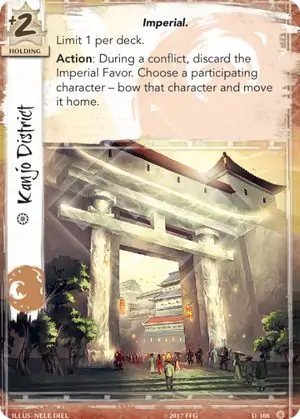 +2
HOLDING
Imperial.
Limit 1 per deck.
Action: During a conflict, discard the
Imperial Favor. Choose a participating
character – bow that character and move
it home.
Kanjo District
ILLUS: NELE DIEL
©2017 FFG
D 108